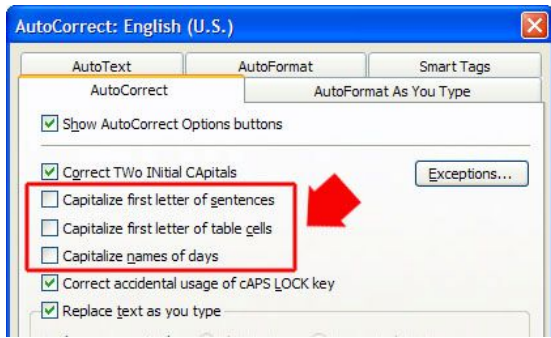 AutoCorrect: English (U.S.)
AutoText AutoFormat Smart Tags
AutoCorrect AutoFormat As You Type
Show AutoCorrect Options buttons
Correct TWo INitial CApitals Exceptions...
Capitalize first letter of sentences
Capitalize first letter of table cells
Capitalize names of days
Correct accidental usage of cAPS LOCK key
Replace text as you type